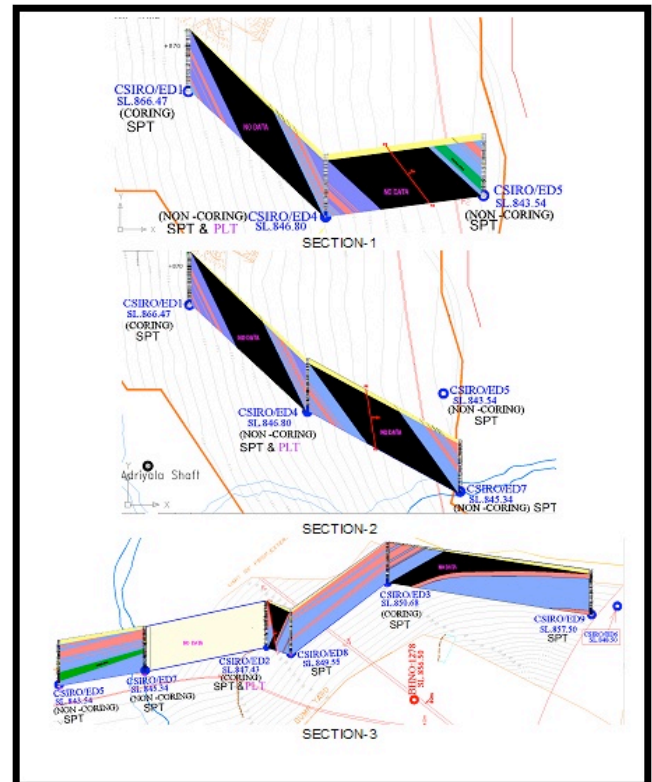 +870
CSIRO/ED1
SL.866.47
(CORING)
SPT
NO DATA
NO DATA
(NON -CORING) CSIRO/ED4
SL.846.80
SPT & PLT
CSIRO/ED5
SL.843.54
(NON -CORING)
SPT
Y
X
SECTION-1
+870
CSIRO/ED1
SL.866.47
(CORING)
SPT
NO DATA
NO DATA
CSIRO/ED4
SL.846.80
(NON -CORING)
SPT & PLT
CSIRO/ED5
SL.843.54
(NON -CORING)
SPT
Adriyala Shaft
Y
X
CSIRO/ED7
SL.845.34
(NON -CORING) SPT
SECTION-2
NO DATA
NO DATA
CSIRO/ED5
SL.843.54
(NON -CORING)
SPT
CSIRO/ED7
SL.845.34
(NON -CORING)
SPT
CSIRO/ED2
SL.847.43
(CORING)
SPT & PLT
CSIRO/ED8
SL.849.55
SPT
CSIRO/ED3
SL.850.68
(CORING)
SPT
CSIRO/ED9
SL.857.50
SPT
SECTION-3